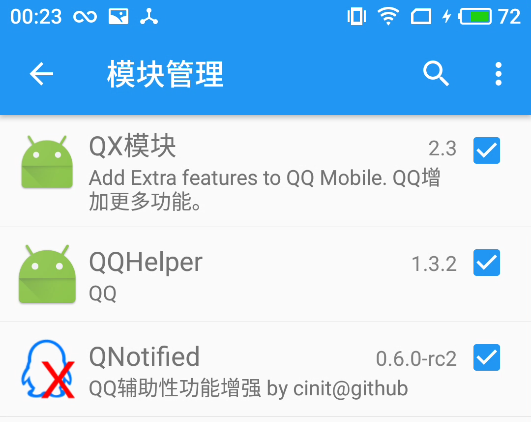 00:23 72
模块管理
QX模块 2.3
Add Extra features to QQ Mobile. QQ增
加更多功能。
QQHelper 1.3.2
QQ
QNotified 0.6.0-rc2
QQ辅助性功能增强 by cinit@github